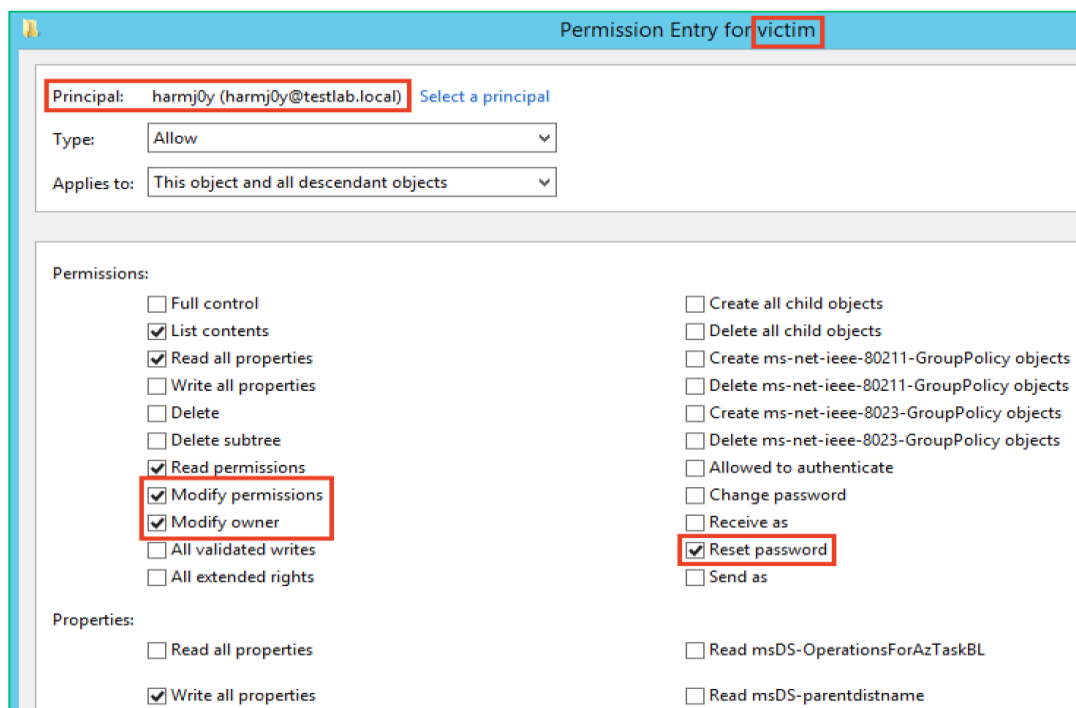 Permission Entry for victim
Principal: harmj0y (harmj0y@testlab.local) Select a principal
Type: Allow
Applies to: This object and all descendant objects
Permissions:
Full control
List contents
Read all properties
Write all properties
Delete
Delete subtree
Read permissions
Modify permissions
Modify owner
All validated writes
All extended rights
Create all child objects
Delete all child objects
Create ms-net-ieee-80211-GroupPolicy objects
Delete ms-net-ieee-80211-GroupPolicy objects
Create ms-net-ieee-8023-GroupPolicy objects
Delete ms-net-ieee-8023-GroupPolicy objects
Allowed to authenticate
Change password
Receive as
Reset password
Send as
Properties:
Read all properties
Write all properties
Read msDS-OperationsForAzTaskBL
Read msDS-parentdistname